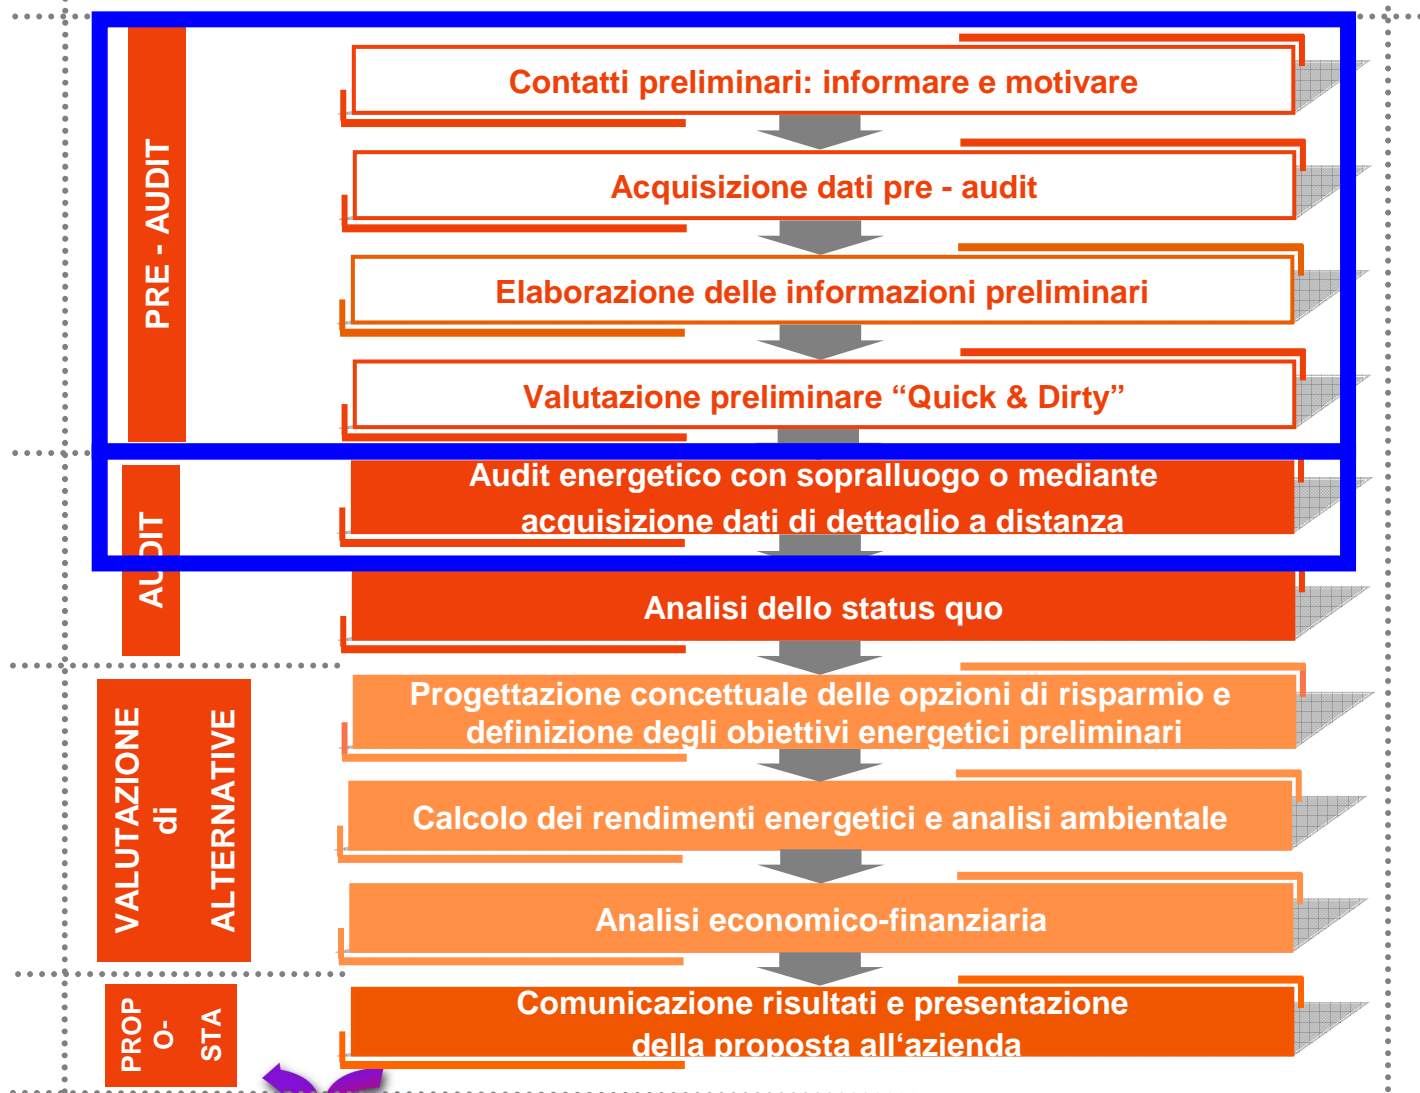 PRE - AUDIT
Contatti preliminari: informare e motivare
Acquisizione dati pre - audit
Elaborazione delle informazioni preliminari
Valutazione preliminare “Quick & Dirty”
AUDIT
Audit energetico con sopralluogo o mediante
acquisizione dati di dettaglio a distanza
Analisi dello status quo
VALUTAZIONE
di
ALTERNATIVE
Progettazione concettuale delle opzioni di risparmio e
definizione degli obiettivi energetici preliminari
Calcolo dei rendimenti energetici e analisi ambientale
Analisi economico-finanziaria
PROP
O-
STA
Comunicazione risultati e presentazione
della proposta all‘azienda